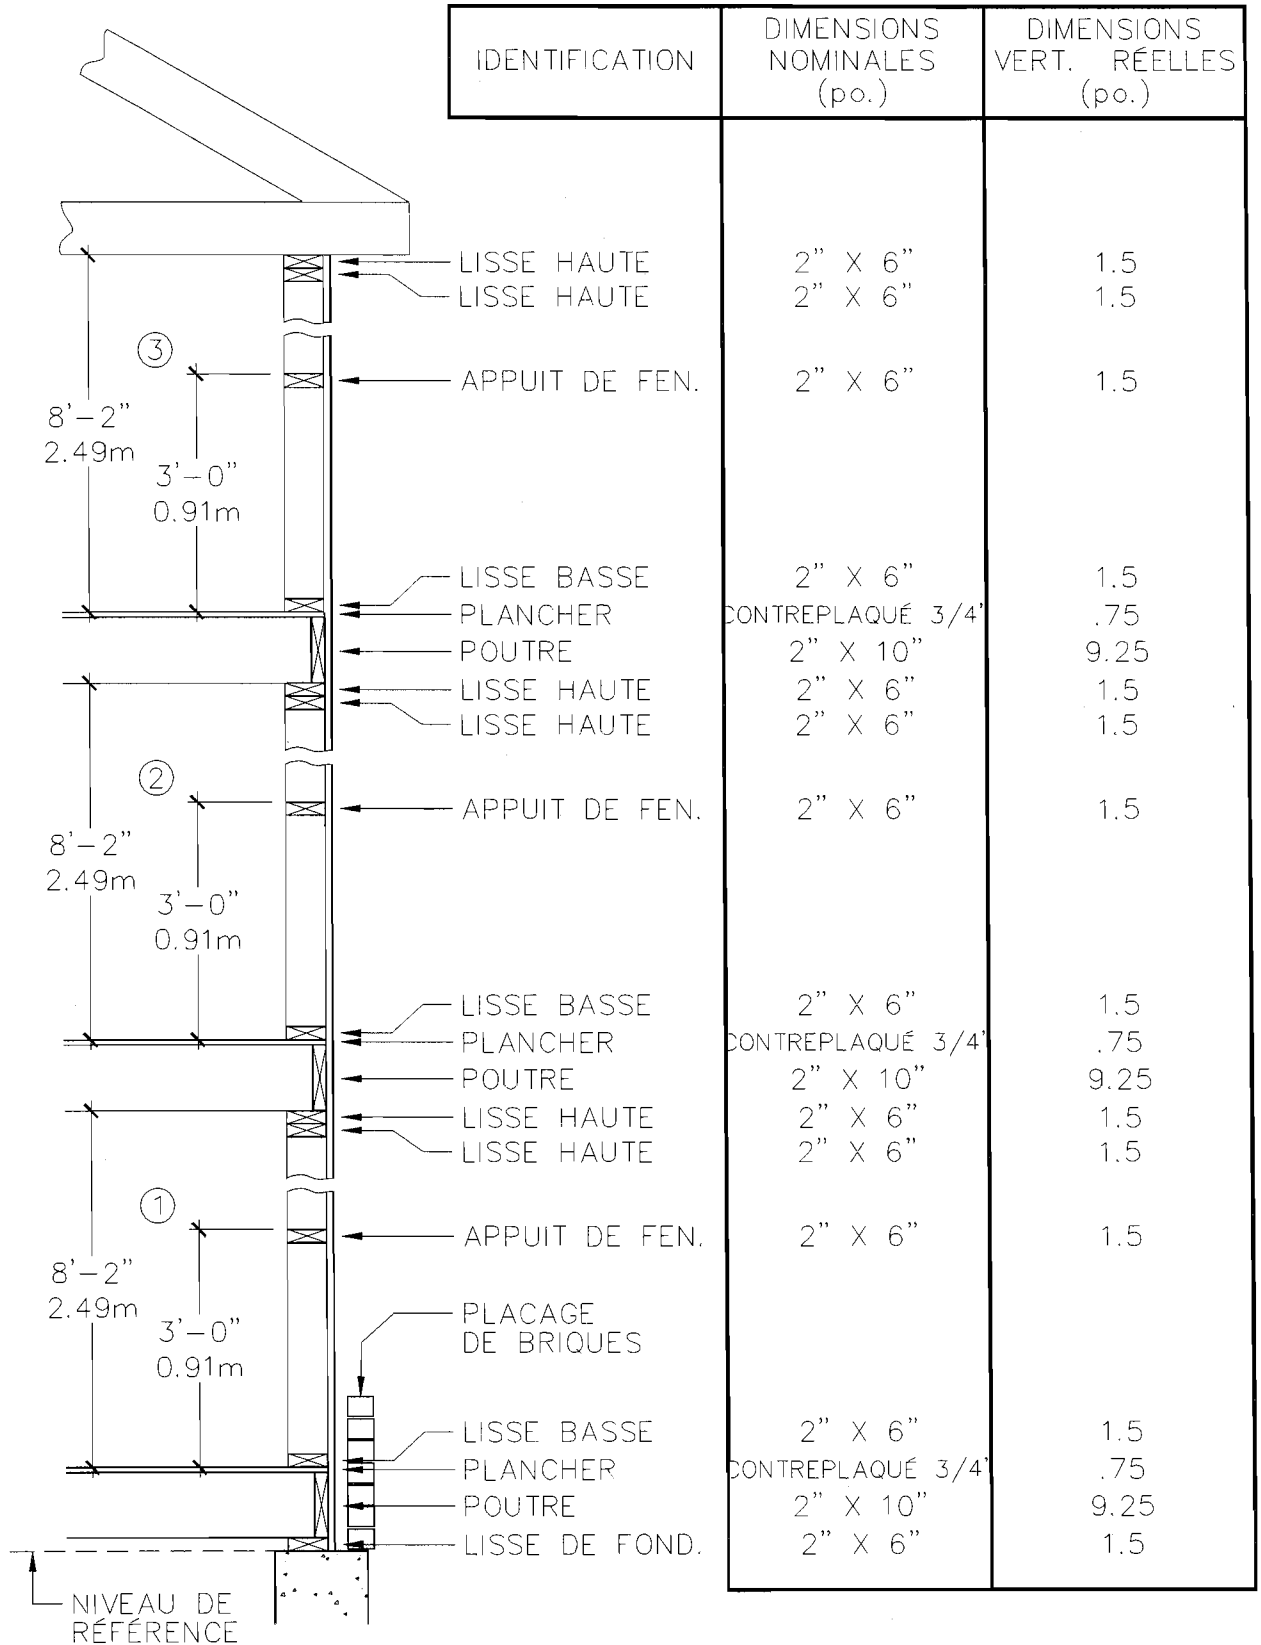 IDENTIFICATION
DIMENSIONS
NOMINALES
(po.)
DIMENSIONS
VERT. RÉELLES
(po.)
LISSE HAUTE 2" X 6" 1.5
LISSE HAUTE 2" X 6" 1.5
3
APPUIT DE FEN. 2" X 6" 1.5
8'-2"
2.49m
3'-0"
0.91m
LISSE BASSE 2" X 6" 1.5
PLANCHER CONTREPLAQUÉ 3/4" .75
POUTRE 2" X 10" 9.25
LISSE HAUTE 2" X 6" 1.5
LISSE HAUTE 2" X 6" 1.5
2
APPUIT DE FEN. 2" X 6" 1.5
8'-2"
2.49m
3'-0"
0.91m
LISSE BASSE 2" X 6" 1.5
PLANCHER CONTREPLAQUÉ 3/4" .75
POUTRE 2" X 10" 9.25
LISSE HAUTE 2" X 6" 1.5
LISSE HAUTE 2" X 6" 1.5
1
APPUIT DE FEN. 2" X 6" 1.5
8'-2"
2.49m
3'-0"
0.91m
PLACAGE
DE BRIQUES
LISSE BASSE 2" X 6" 1.5
PLANCHER CONTREPLAQUÉ 3/4" .75
POUTRE 2" X 10" 9.25
LISSE DE FOND. 2" X 6" 1.5
NIVEAU DE
RÉFÉRENCE